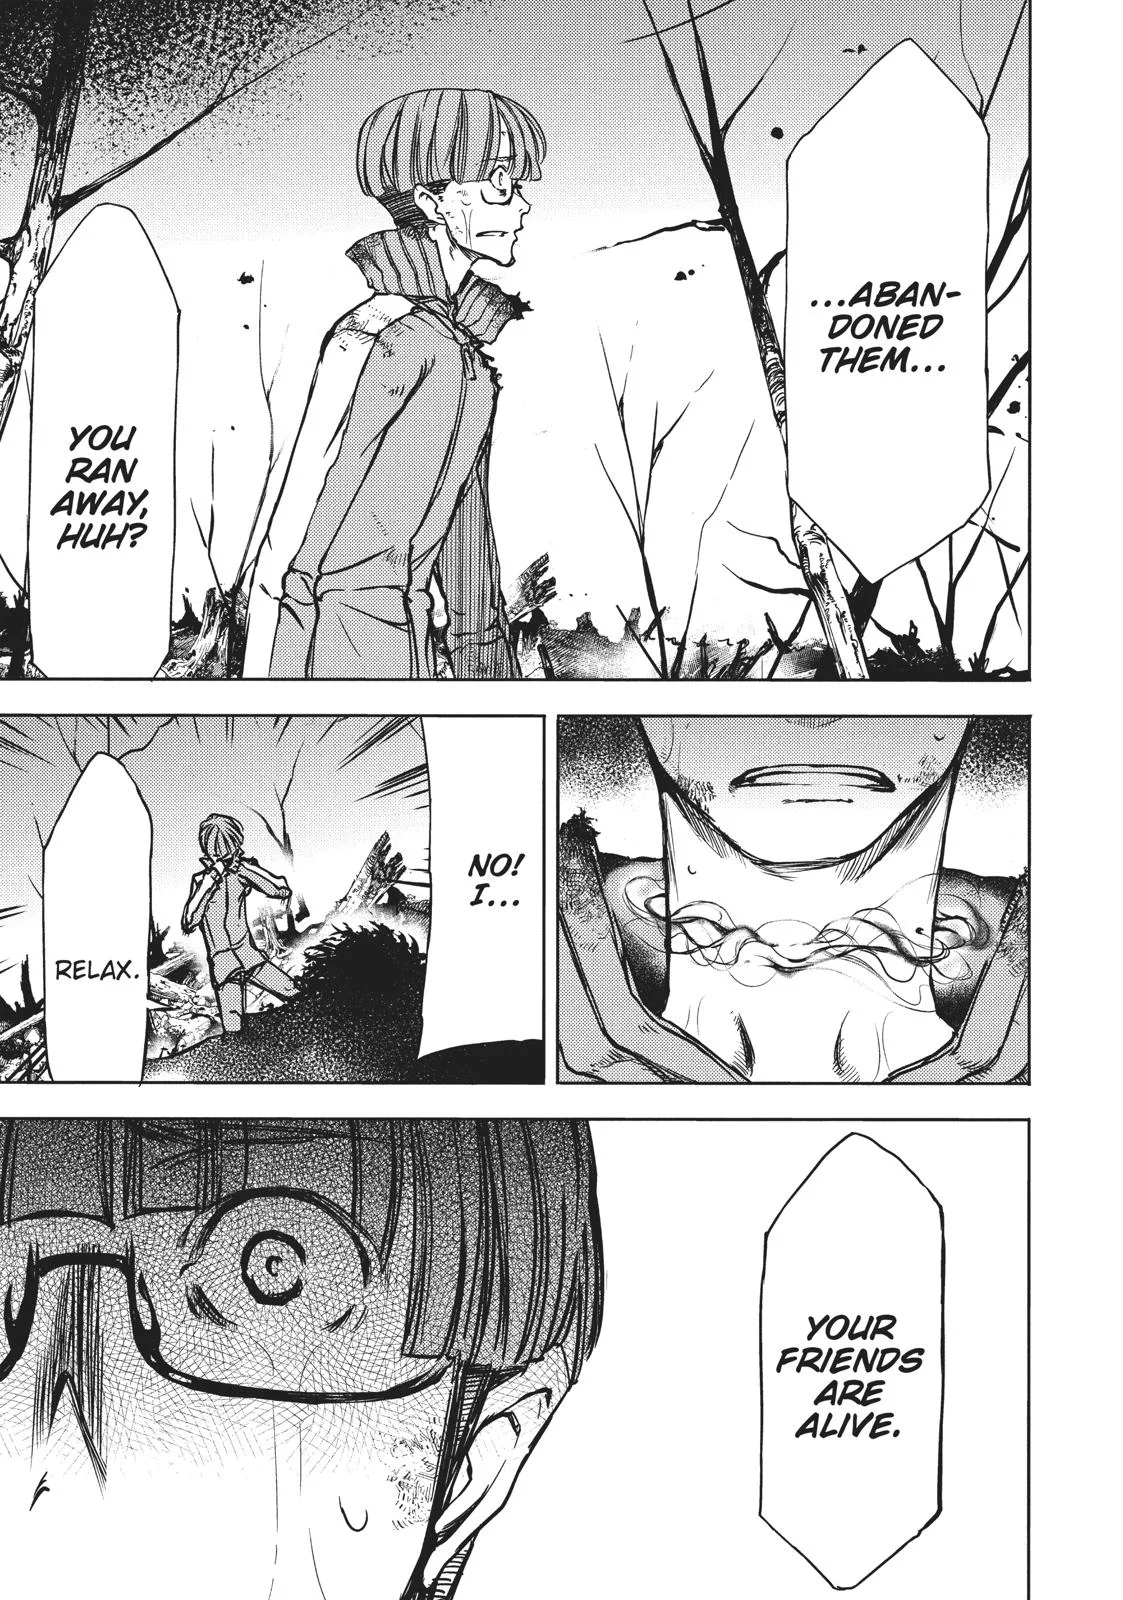 ...ABAN-
DONED
THEM...
YOU
RAN
AWAY,
HUH?
NO!
I...
RELAX.
YOUR
FRIENDS
ARE
ALIVE.